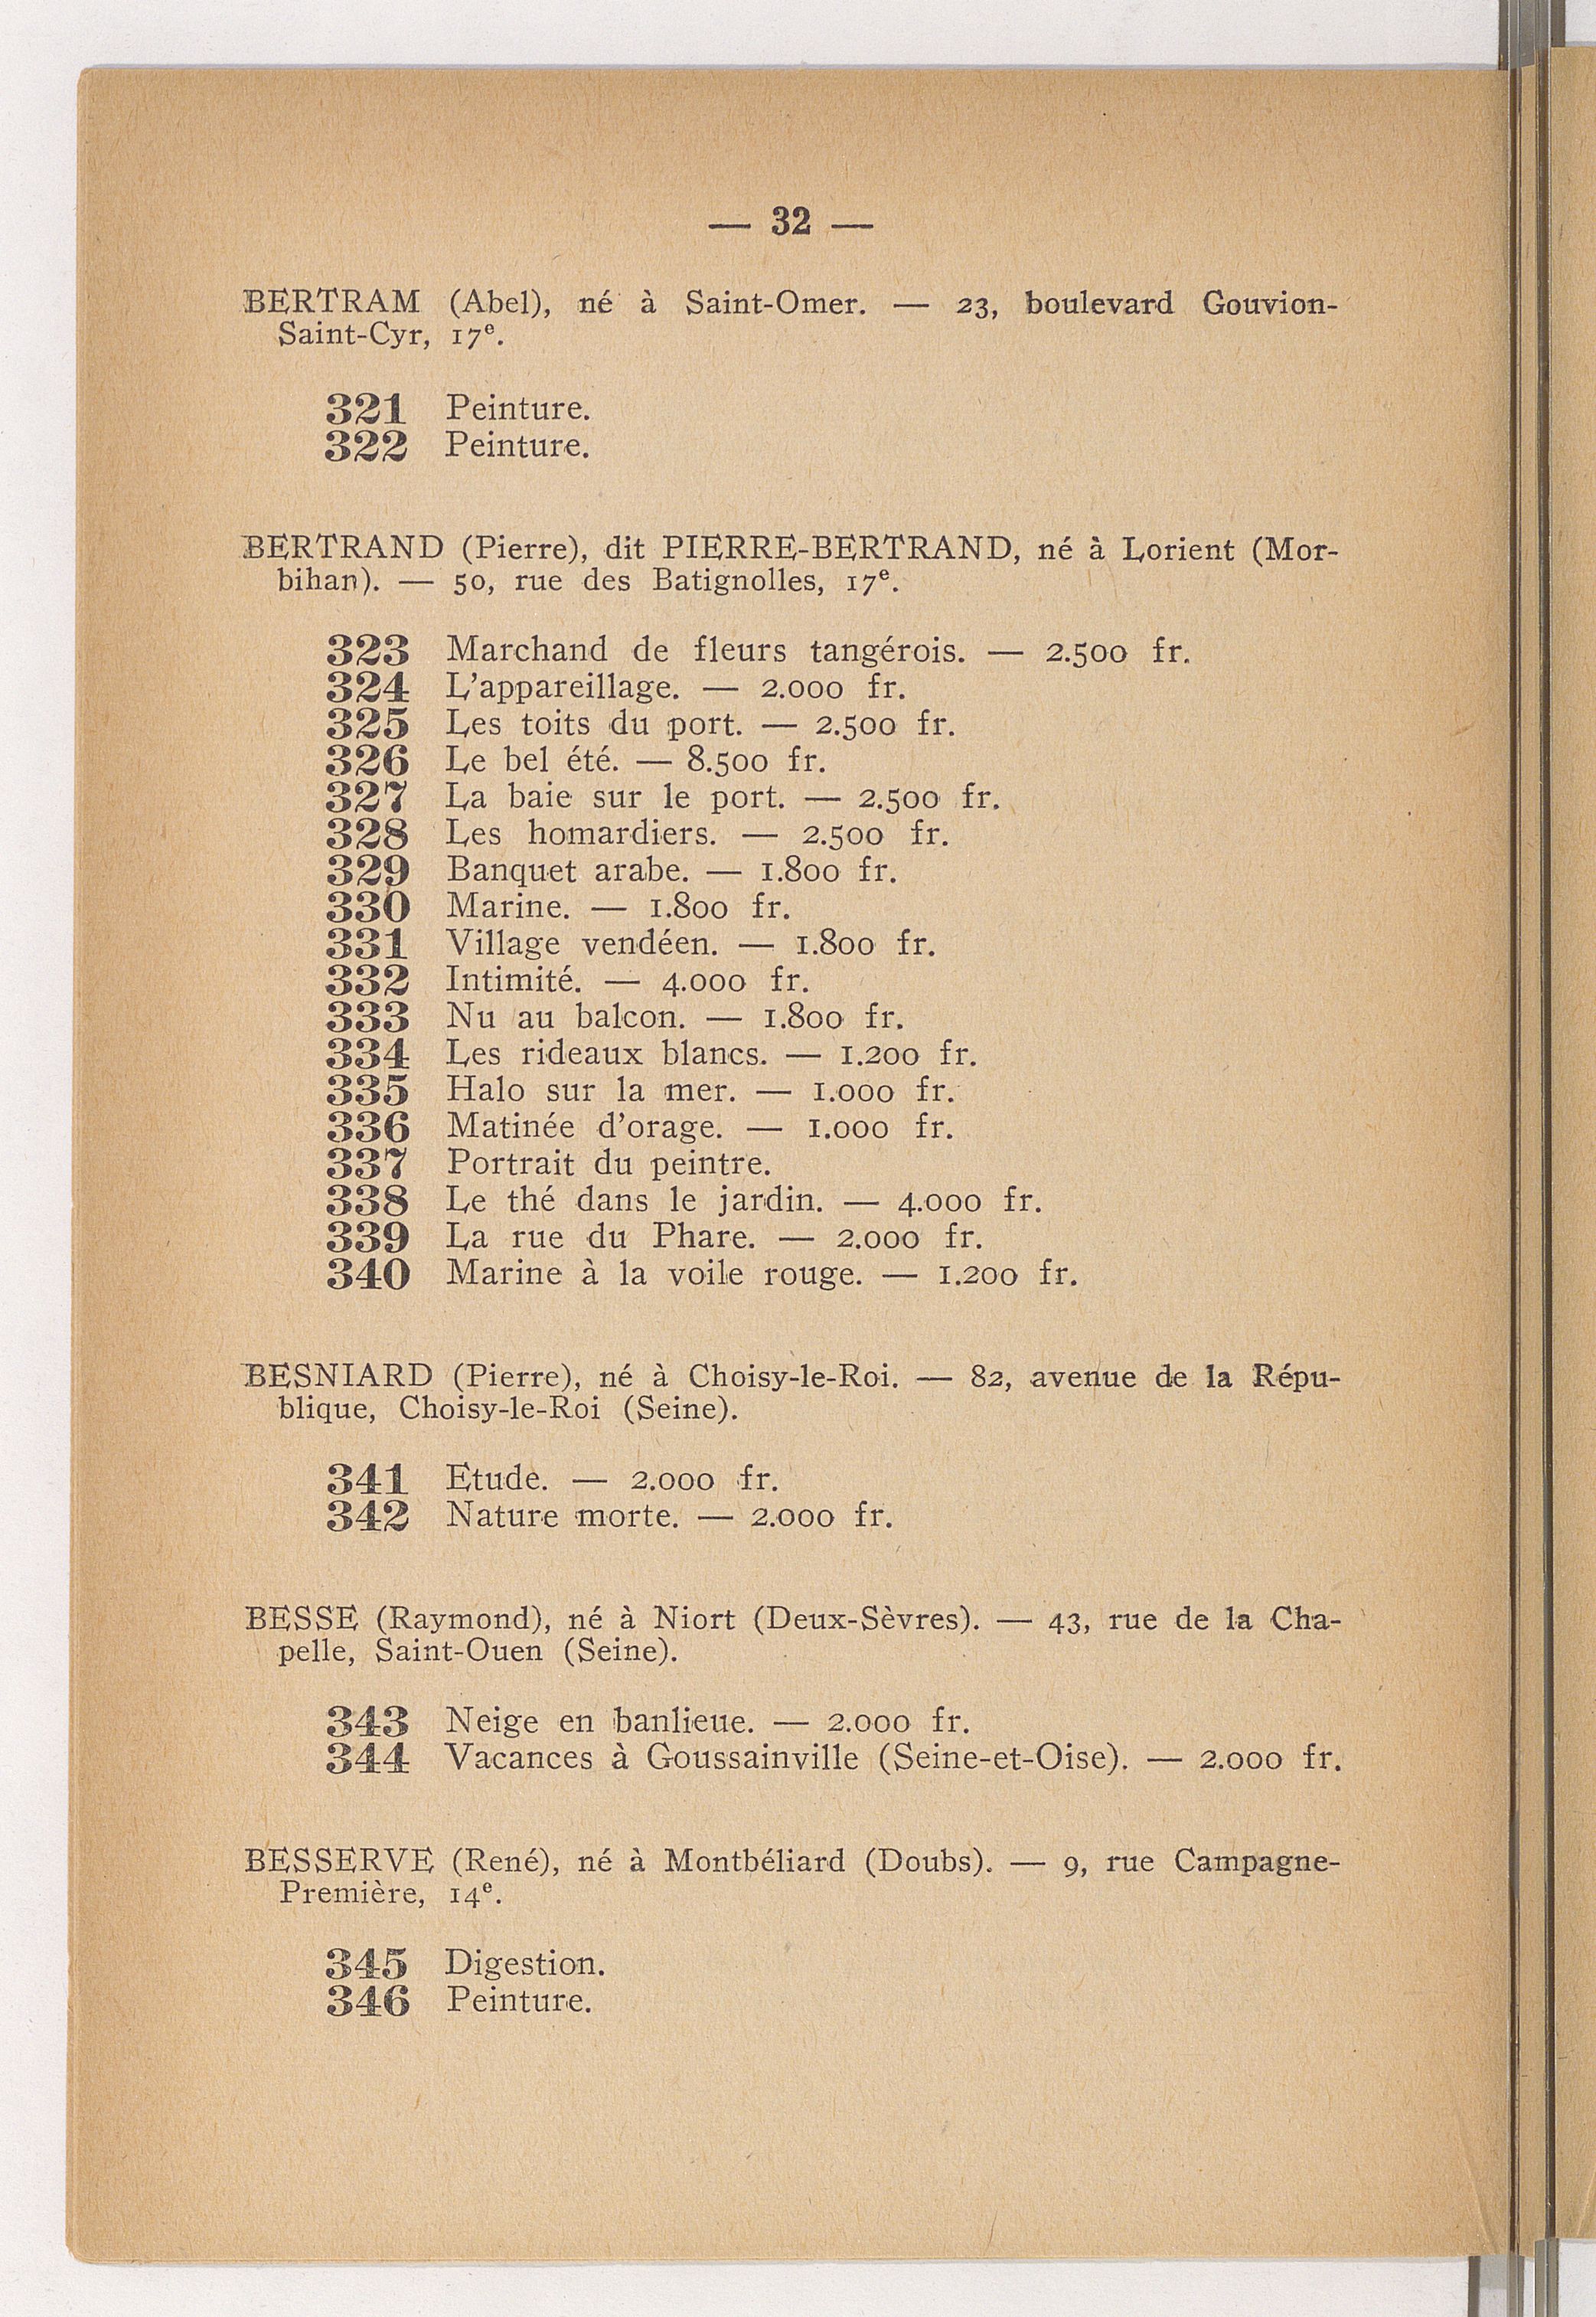 — 32 —
BERTRAM (Abel), né à Saint-Omer. — 23, boulevard Gouvion-
Saint-Cyr, 17e.
321 Peinture.
322 Peinture.
BERTRAND (Pierre), dit PIERRE-BERTRAND, né à Lorient (Mor-
bihan). — 50, rue des Batignolles, 17e.
323 Marchand de fleurs tangérois. — 2.500 fr.
324 L'appareillage. — 2.000 fr.
325 Les toits du port. — 2.500 fr.
326 Le bel été. — 8.500 fr.
327 La baie sur le port. — 2.500 fr.
328 Les homardiers. — 2.500 fr.
329 Banquet arabe. — 1.800 fr.
330 Marine. — 1.800 fr.
331 Village vendéen. — 1.800 fr.
332 Intimité. — 4.000 fr.
333 Nu au balcon. — 1.800 fr.
334 Les rideaux blancs. — 1.200 fr.
335 Halo sur la mer. — 1.000 fr.
336 Matinée d'orage. — 1.000 fr.
337 Portrait du peintre.
338 Le thé dans le jardin. — 4.000 fr.
339 La rue du Phare. — 2.000 fr.
340 Marine à la voile rouge. — 1.200 fr.
BESNIARD (Pierre), né à Choisy-le-Roi. — 82, avenue de la Répu-
blique, Choisy-le-Roi (Seine).
341 Etude. — 2.000 fr.
342 Nature morte. — 2.000 fr.
BESSE (Raymond), né à Niort (Deux-Sèvres). — 43, rue de la Cha-
pelle, Saint-Ouen (Seine).
343 Neige en banlieue. — 2.000 fr.
344 Vacances à Goussainville (Seine-et-Oise). — 2.000 fr.
BESSERVE (René), né à Montbéliard (Doubs). — 9, rue Campagne-
Première, 14e.
345 Digestion.
346 Peinture.